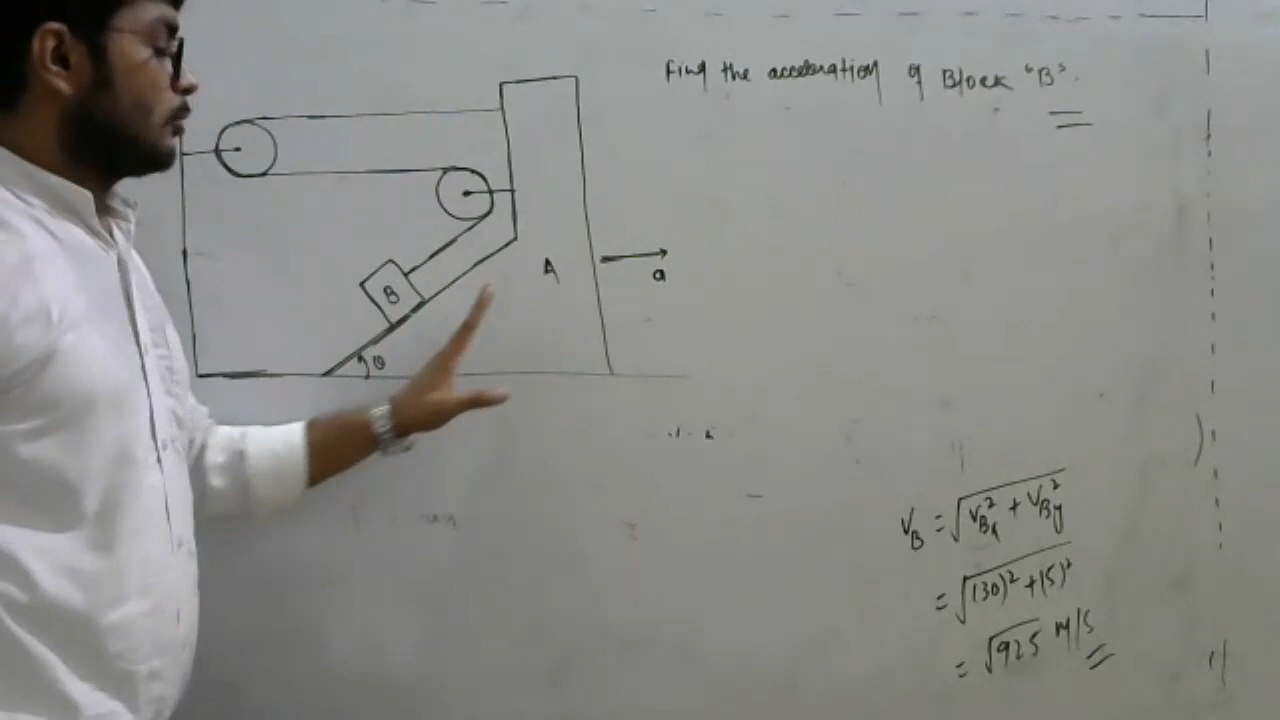 Find the acceleration of Block "B".
A
a
B
θ
V_B = √(V_Bx² + V_By²)
= √((30)² + (5)²)
= √925 M/S